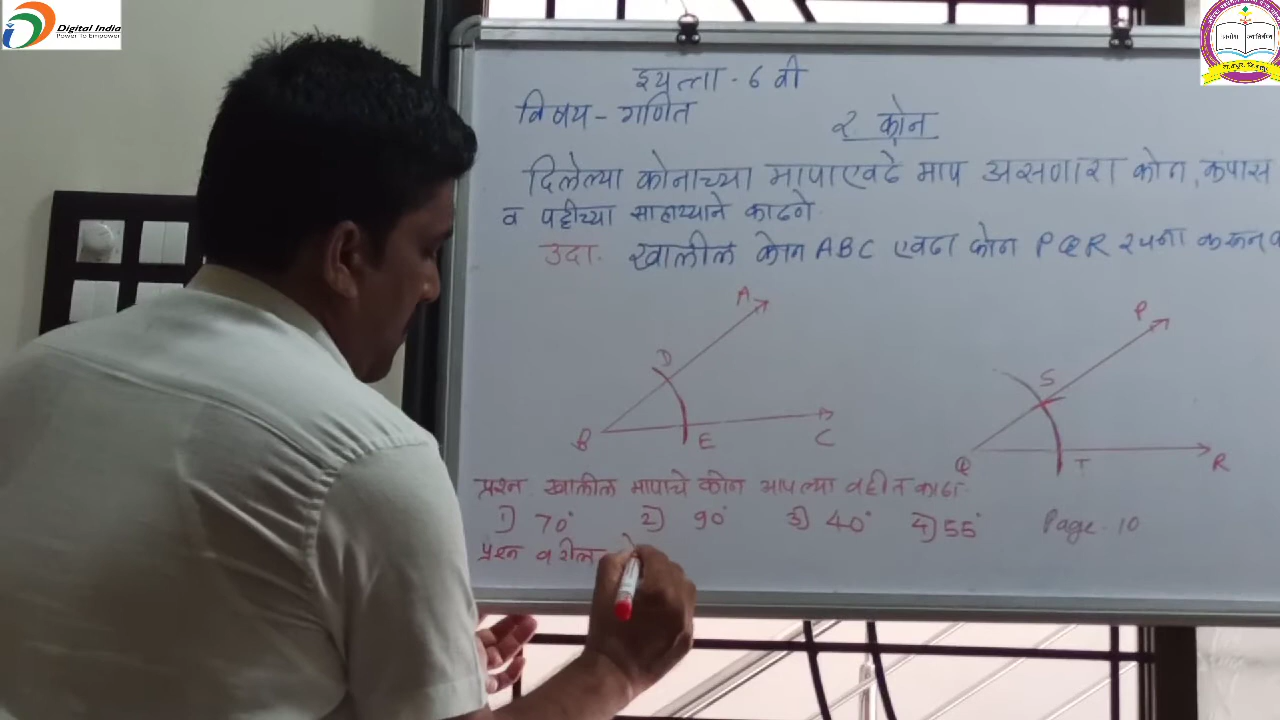 Digital India
Power To Empower
इयत्ता - ६ वी
विषय - गणित
२. कोन
दिलेल्या कोनाच्या मापाएवढे माप असणारा कोन, कंपास
व पट्टीच्या साहाय्याने काढणे.
उदा. खालील कोन ABC एवढा कोन PQR रचना करून
A
D
B
E
C
P
S
Q
T
R
प्रश्न खालील मापाचे कोन आपल्या वहीत काढा.
1) 70° 2) 90° 3) 40° 4) 55° Page - 10
प्रश्न वरील